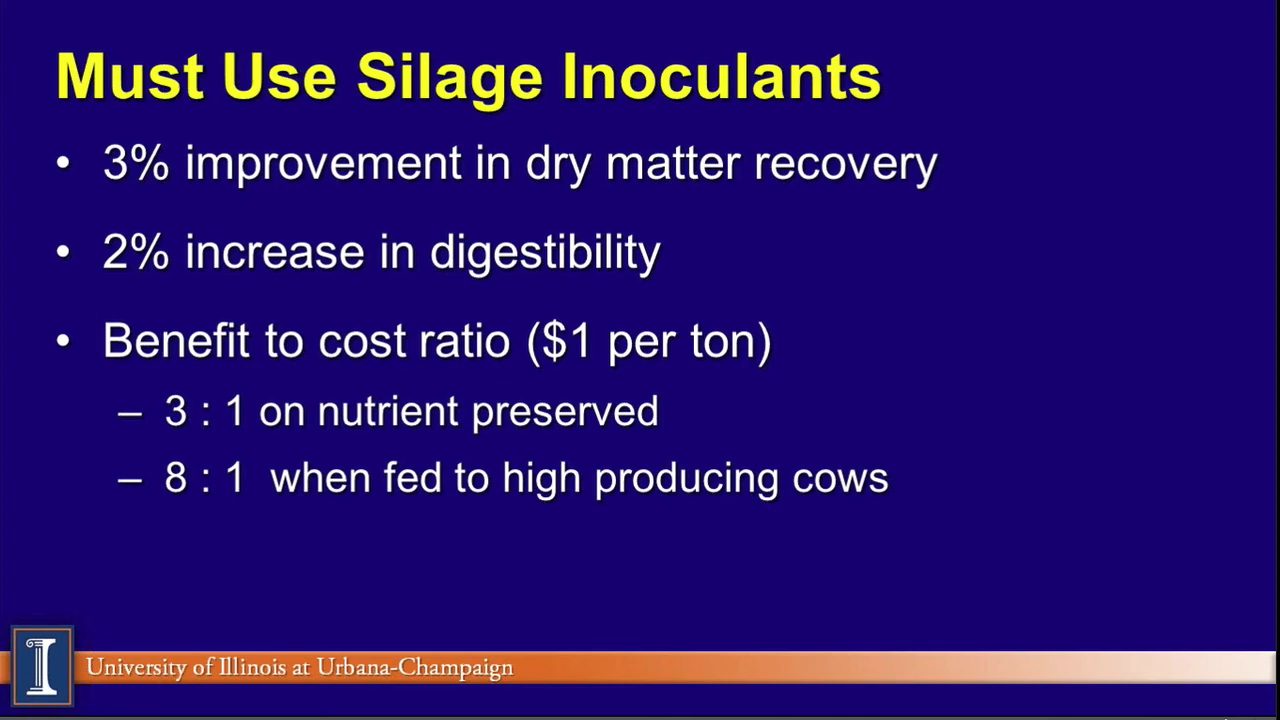 Must Use Silage Inoculants
• 3% improvement in dry matter recovery
• 2% increase in digestibility
• Benefit to cost ratio ($1 per ton)
– 3 : 1 on nutrient preserved
– 8 : 1 when fed to high producing cows
I
University of Illinois at Urbana-Champaign